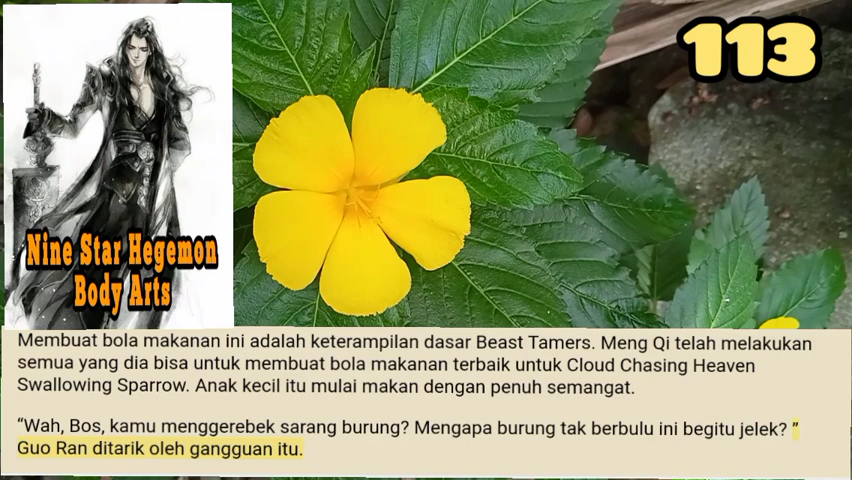 113
Nine Star Hegemon
Body Arts
Membuat bola makanan ini adalah keterampilan dasar Beast Tamers. Meng Qi telah melakukan
semua yang dia bisa untuk membuat bola makanan terbaik untuk Cloud Chasing Heaven
Swallowing Sparrow. Anak kecil itu mulai makan dengan penuh semangat.
“Wah, Bos, kamu menggerebek sarang burung? Mengapa burung tak berbulu ini begitu jelek? ”
Guo Ran ditarik oleh gangguan itu.